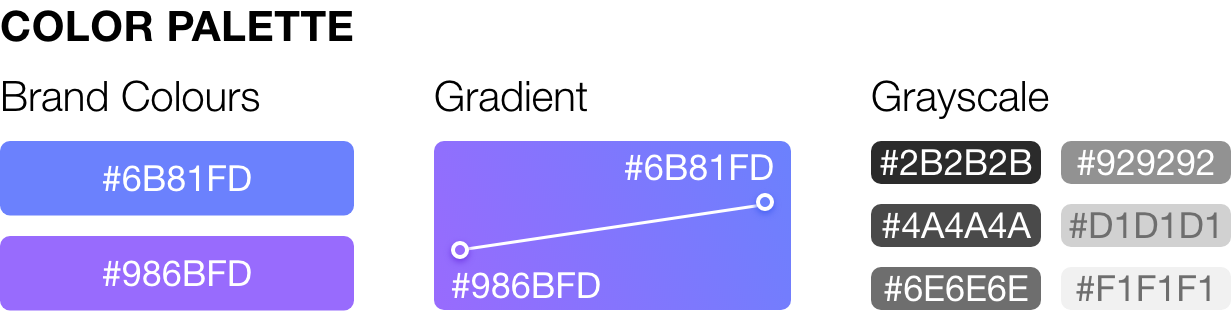 COLOR PALETTE
Brand Colours
#6B81FD
#986BFD
Gradient
#6B81FD
#986BFD
Grayscale
#2B2B2B
#929292
#4A4A4A
#D1D1D1
#6E6E6E
#F1F1F1